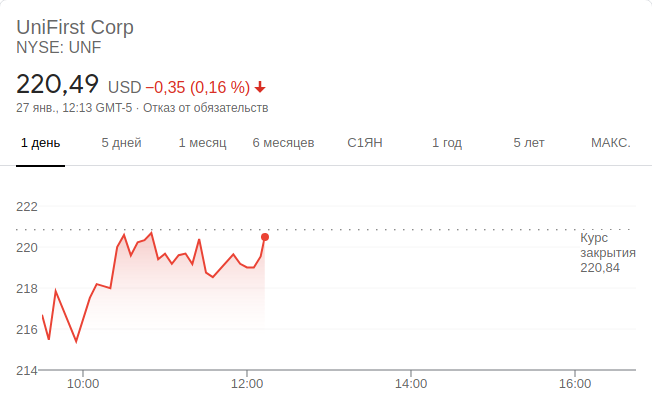 UniFirst Corp
NYSE: UNF
220,49 USD −0,35 (0,16 %)
27 янв., 12:13 GMT-5 · Отказ от обязательств
1 день 5 дней 1 месяц 6 месяцев С1ЯН 1 год 5 лет МАКС.
222
220
218
216
214
Курс
закрытия
220,84
10:00 12:00 14:00 16:00